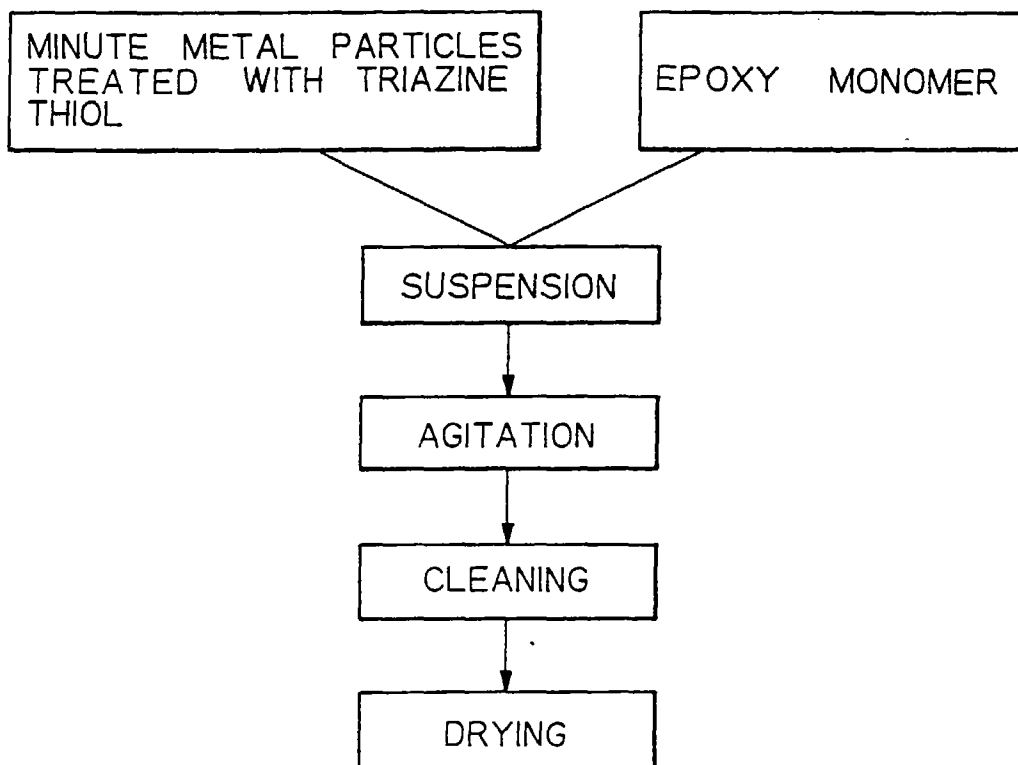 MINUTE METAL PARTICLES
TREATED WITH TRIAZINE
THIOL
EPOXY MONOMER
SUSPENSION
AGITATION
CLEANING
DRYING